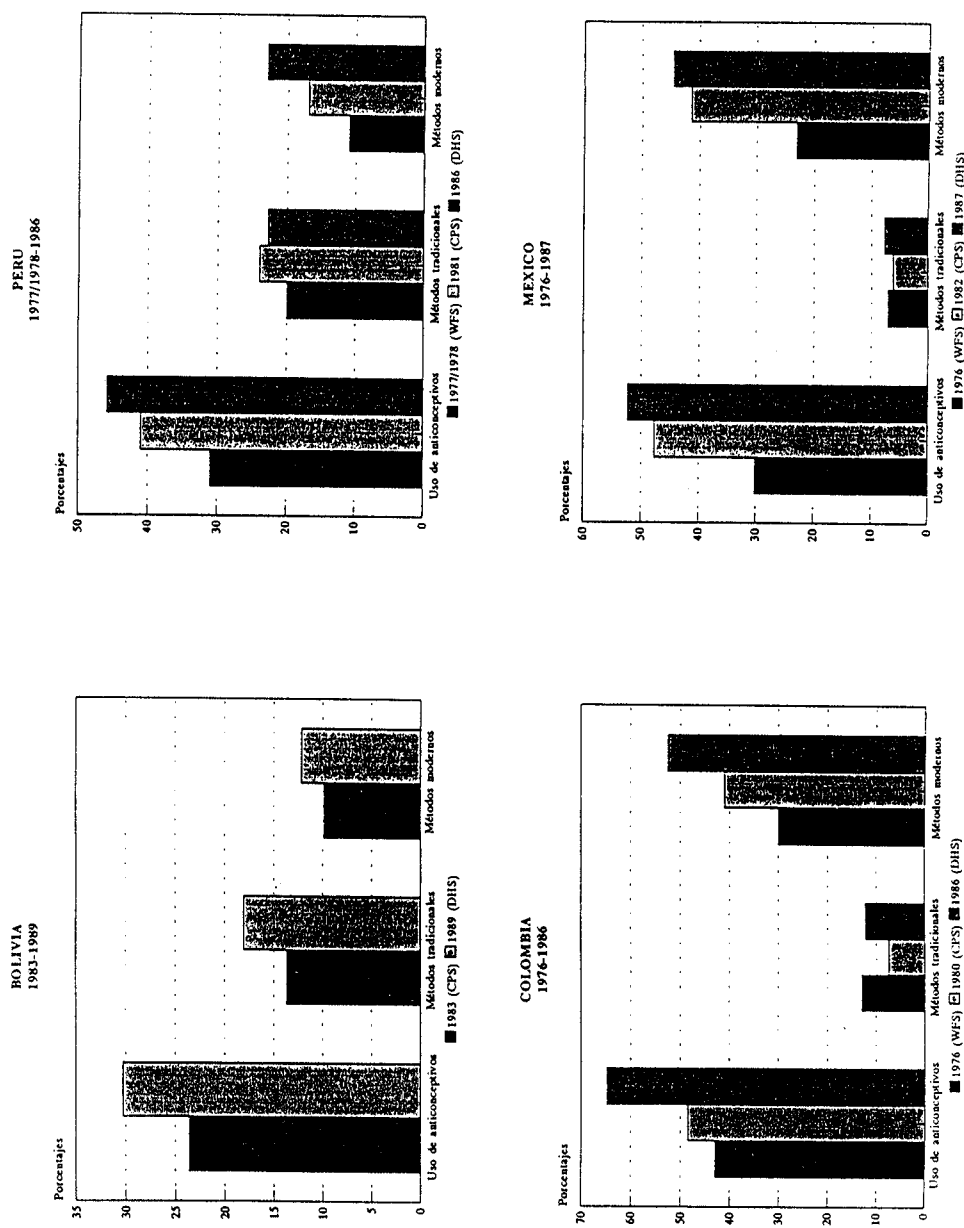 BOLIVIA
1983-1989
Porcentajes
35
30
25
20
15
10
5
0
Uso de anticonceptivos Métodos tradicionales Métodos modernos
1983 (CPS) 1989 (DHS)
PERU
1977/1978-1986
Porcentajes
50
40
30
20
10
0
Uso de anticonceptivos Métodos tradicionales Métodos modernos
1977/1978 (WFS) 1981 (CPS) 1986 (DHS)
COLOMBIA
1976-1986
Porcentajes
70
60
50
40
30
20
10
0
Uso de anticonceptivos Métodos tradicionales Métodos modernos
1976 (WFS) 1980 (CPS) 1986 (DHS)
MEXICO
1976-1987
Porcentajes
60
50
40
30
20
10
0
Uso de anticonceptivos Métodos tradicionales Métodos modernos
1976 (WFS) 1982 (CPS) 1987 (DHS)